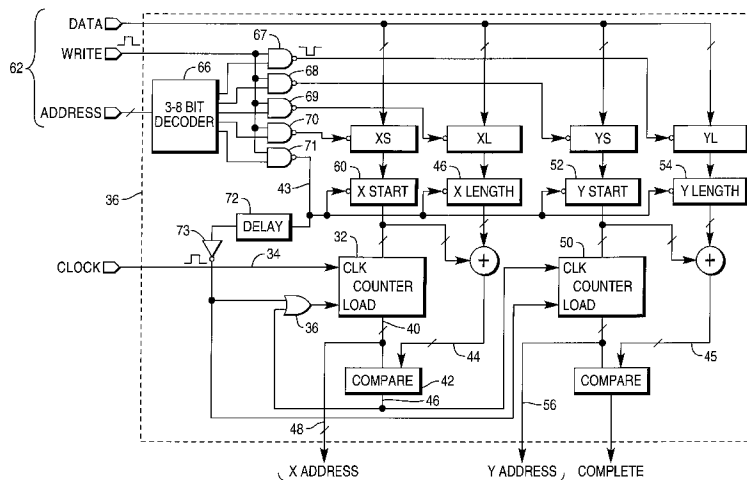 DATA
67
WRITE
66
68
62
3-8 BIT
DECODER
69
ADDRESS
70
71
XS
XL
YS
YL
60
46
52
54
43
36
X START
X LENGTH
Y START
Y LENGTH
72
73
DELAY
32
50
CLOCK
34
CLK
COUNTER
LOAD
+
CLK
COUNTER
LOAD
+
36
40
44
45
COMPARE
42
COMPARE
46
48
56
X ADDRESS
Y ADDRESS
COMPLETE